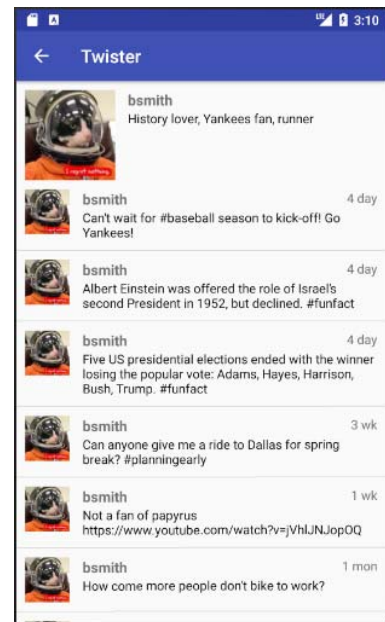 LTE 3:10
Twister
bsmith
History lover, Yankees fan, runner
I regret nothing.
bsmith 4 day
Can't wait for #baseball season to kick-off! Go
Yankees!
bsmith 4 day
Albert Einstein was offered the role of Israel's
second President in 1952, but declined. #funfact
bsmith 4 day
Five US presidential elections ended with the winner
losing the popular vote: Adams, Hayes, Harrison,
Bush, Trump. #funfact
bsmith 3 wk
Can anyone give me a ride to Dallas for spring
break? #planningearly
bsmith 1 wk
Not a fan of papyrus
https://www.youtube.com/watch?v=jVhlJNJopOQ
bsmith 1 mon
How come more people don't bike to work?